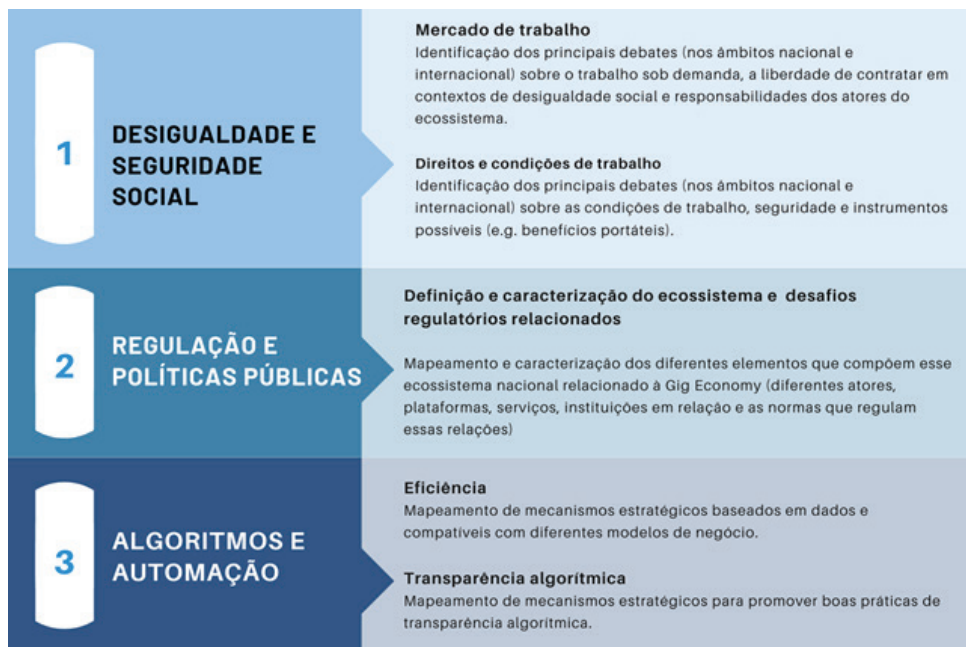 1
DESIGUALDADE E
SEGURIDADE
SOCIAL
Mercado de trabalho
Identificação dos principais debates (nos âmbitos nacional e
internacional) sobre o trabalho sob demanda, a liberdade de contratar em
contextos de desigualdade social e responsabilidades dos atores do
ecossistema.
Direitos e condições de trabalho
Identificação dos principais debates (nos âmbitos nacional e
internacional) sobre as condições de trabalho, seguridade e instrumentos
possíveis (e.g. benefícios portáteis).
2
REGULAÇÃO E
POLÍTICAS PÚBLICAS
Definição e caracterização do ecossistema e desafios
regulatórios relacionados
Mapeamento e caracterização dos diferentes elementos que compõem esse
ecossistema nacional relacionado à Gig Economy (diferentes atores,
plataformas, serviços, instituições em relação e as normas que regulam
essas relações)
3
ALGORITMOS E
AUTOMAÇÃO
Eficiência
Mapeamento de mecanismos estratégicos baseados em dados e
compatíveis com diferentes modelos de negócio.
Transparência algorítmica
Mapeamento de mecanismos estratégicos para promover boas práticas de
transparência algorítmica.